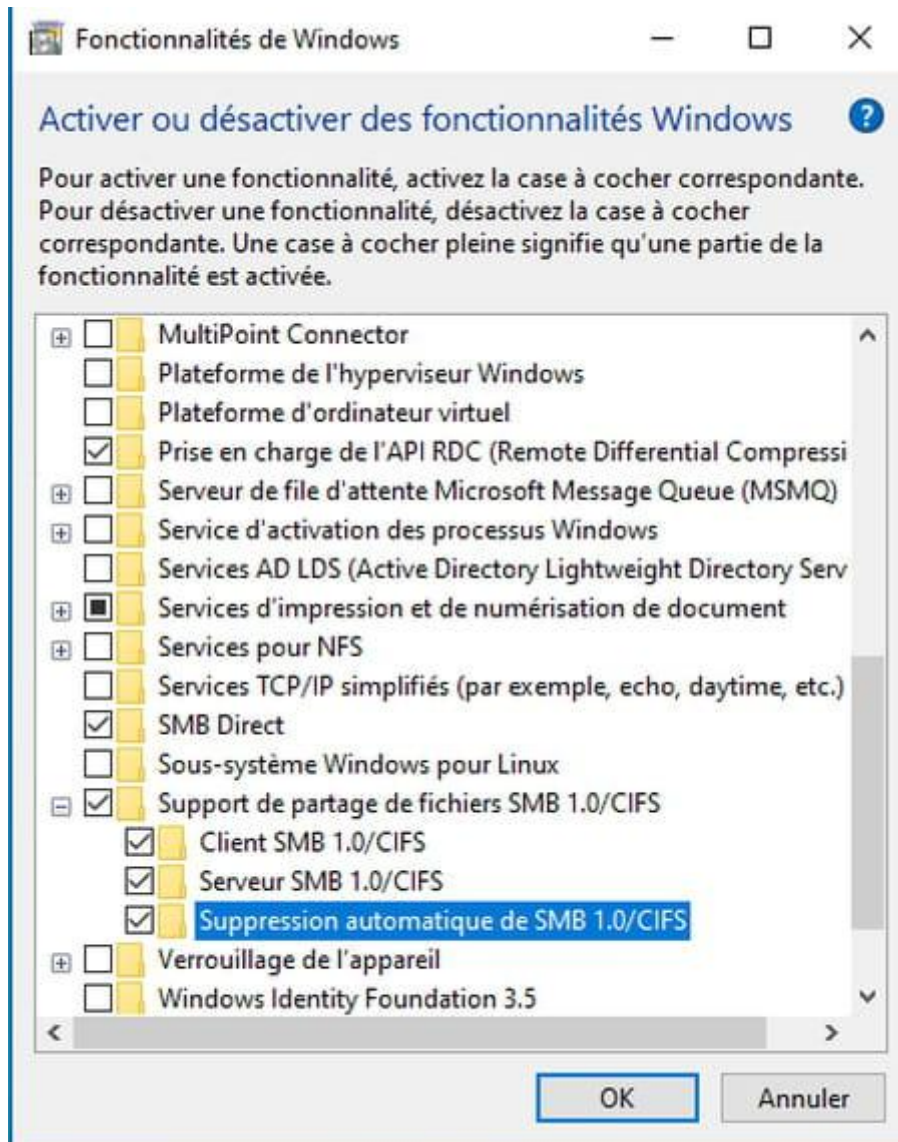 Fonctionnalités de Windows
Activer ou désactiver des fonctionnalités Windows
Pour activer une fonctionnalité, activez la case à cocher correspondante.
Pour désactiver une fonctionnalité, désactivez la case à cocher
correspondante. Une case à cocher pleine signifie qu'une partie de la
fonctionnalité est activée.
MultiPoint Connector
Plateforme de l'hyperviseur Windows
Plateforme d'ordinateur virtuel
Prise en charge de l'API RDC (Remote Differential Compressi
Serveur de file d'attente Microsoft Message Queue (MSMQ)
Service d'activation des processus Windows
Services AD LDS (Active Directory Lightweight Directory Serv
Services d'impression et de numérisation de document
Services pour NFS
Services TCP/IP simplifiés (par exemple, echo, daytime, etc.)
SMB Direct
Sous-système Windows pour Linux
Support de partage de fichiers SMB 1.0/CIFS
Client SMB 1.0/CIFS
Serveur SMB 1.0/CIFS
Suppression automatique de SMB 1.0/CIFS
Verrouillage de l'appareil
Windows Identity Foundation 3.5
OK Annuler